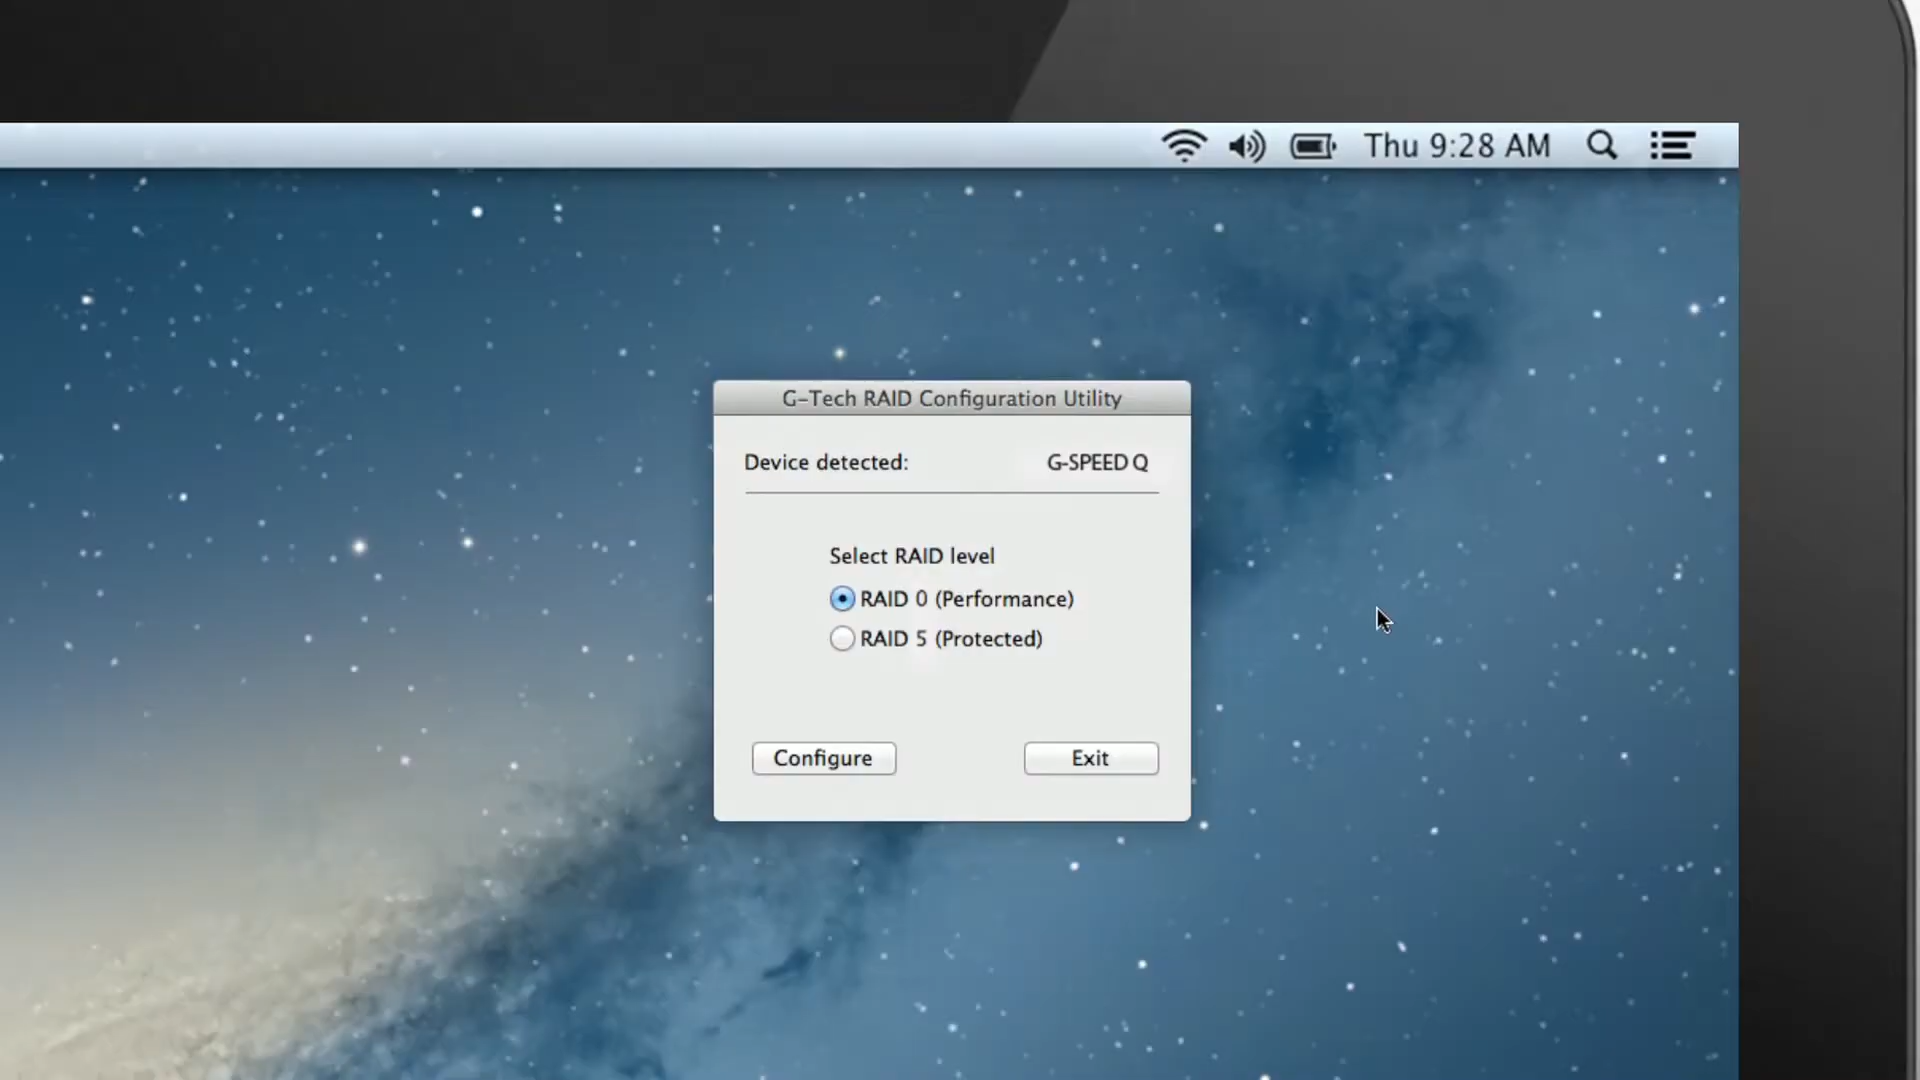 Thu 9:28 AM
G-Tech RAID Configuration Utility
Device detected: G-SPEED Q
Select RAID level
RAID 0 (Performance)
RAID 5 (Protected)
Configure Exit